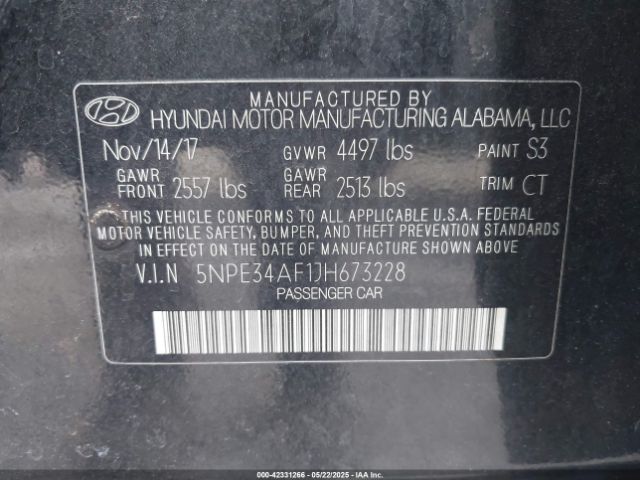 MANUFACTURED BY
HYUNDAI MOTOR MANUFACTURING ALABAMA, LLC
Nov/14/17 GVWR 4497 lbs PAINT S3
GAWR FRONT 2557 lbs GAWR REAR 2513 lbs TRIM CT
THIS VEHICLE CONFORMS TO ALL APPLICABLE U.S.A. FEDERAL
MOTOR VEHICLE SAFETY, BUMPER, AND THEFT PREVENTION STANDARDS
IN EFFECT ON THE DATE OF MANUFACTURE SHOWN ABOVE
V.I.N 5NPE34AF1JH673228
PASSENGER CAR
000-42331266 - 05/22/2025 - IAA Inc.